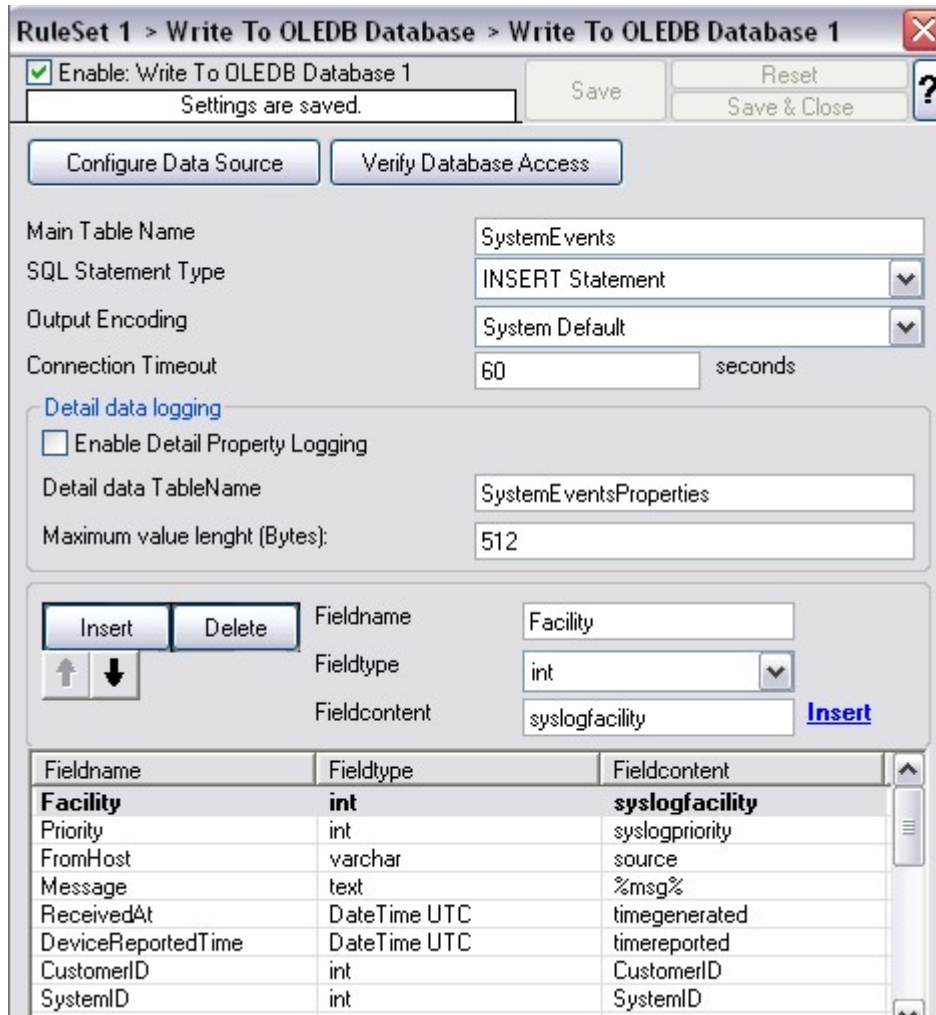 RuleSet 1 > Write To OLEDB Database > Write To OLEDB Database 1
Enable: Write To OLEDB Database 1
Settings are saved.
Save
Reset
Save & Close
?
Configure Data Source
Verify Database Access
Main Table Name
SystemEvents
SQL Statement Type
INSERT Statement
Output Encoding
System Default
Connection Timeout
60
seconds
Detail data logging
Enable Detail Property Logging
Detail data TableName
SystemEventsProperties
Maximum value lenght (Bytes):
512
Insert
Delete
Fieldname
Facility
Fieldtype
int
Fieldcontent
syslogfacility
Insert
Fieldname Fieldtype Fieldcontent
Facility int syslogfacility
Priority int syslogpriority
FromHost varchar source
Message text %msg%
ReceivedAt DateTime UTC timegenerated
DeviceReportedTime DateTime UTC timereported
CustomerID int CustomerID
SystemID int SystemID